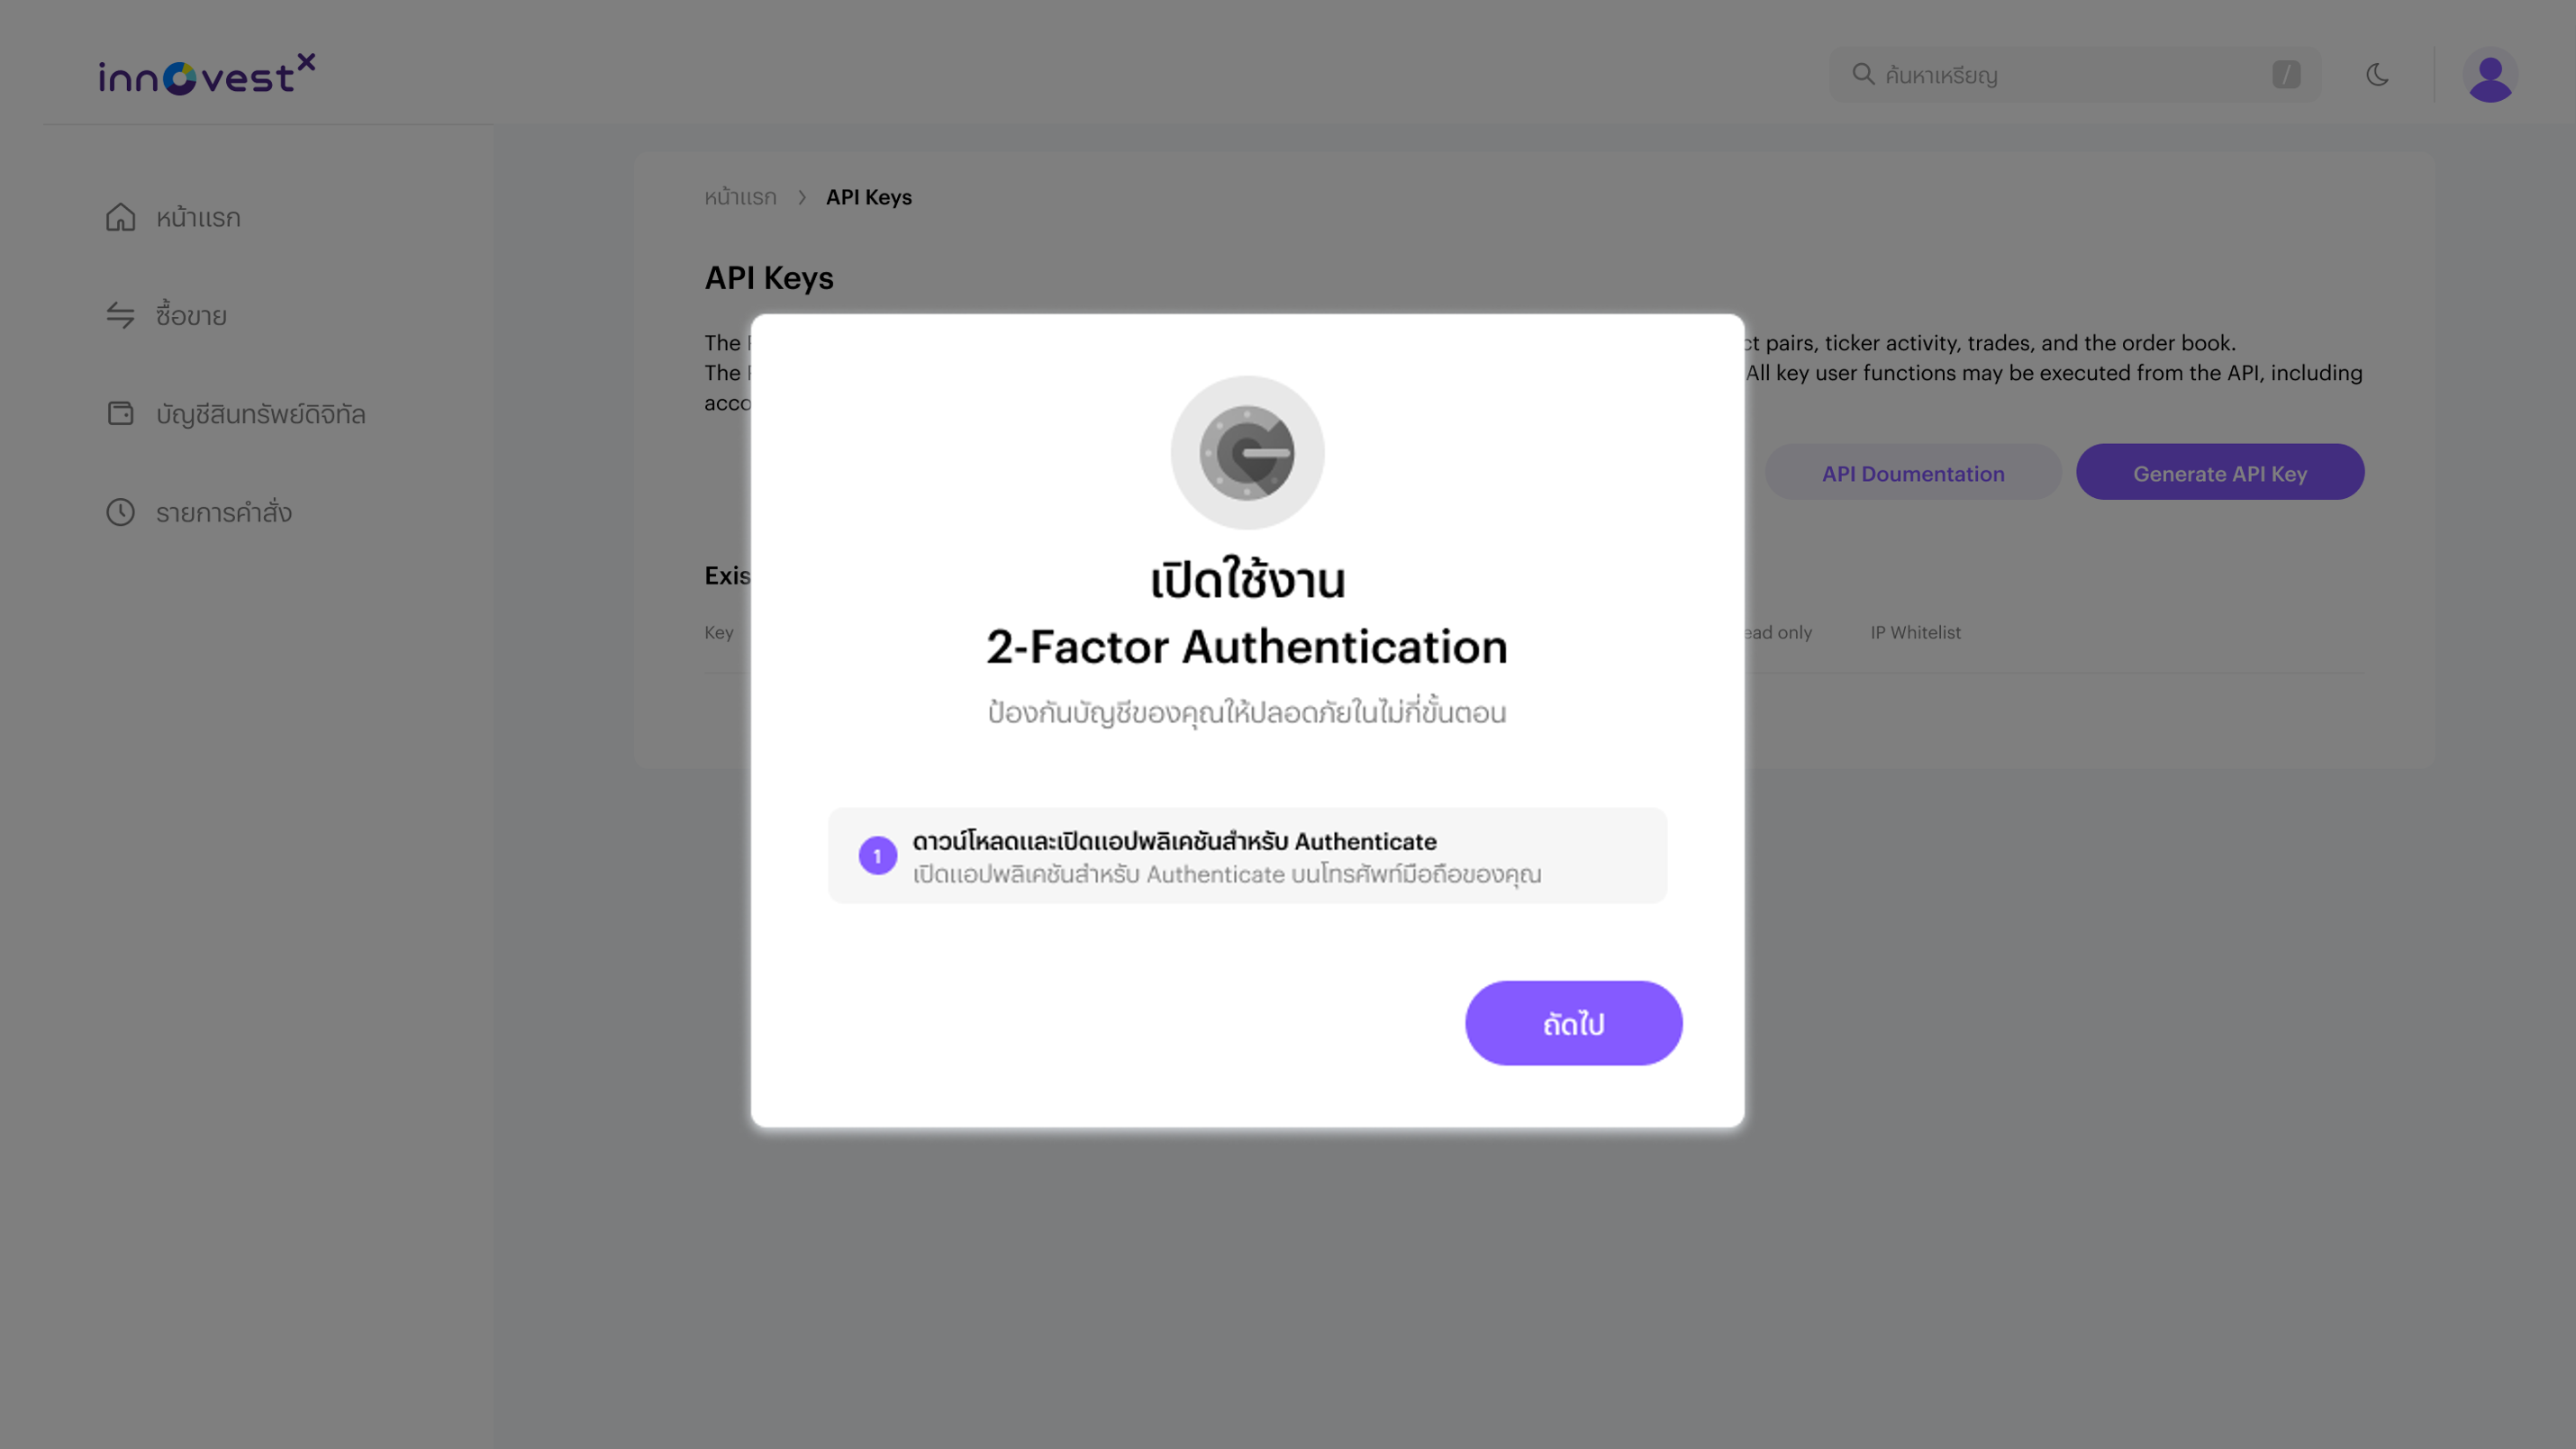 innovestx
ค้นหาเหรียญ /
หน้าแรก
ซื้อขาย
บัญชีสินทรัพย์ดิจิทัล
รายการคำสั่ง
หน้าแรก > API Keys
API Keys
The
ct pairs, ticker activity, trades, and the order book.
The
All key user functions may be executed from the API, including
acco
API Doumentation
Generate API Key
Exis
Key
ead only
IP Whitelist
เปิดใช้งาน
2-Factor Authentication
ป้องกันบัญชีของคุณให้ปลอดภัยในไม่กี่ขั้นตอน
1
ดาวน์โหลดและเปิดแอปพลิเคชันสำหรับ Authenticate
เปิดแอปพลิเคชันสำหรับ Authenticate บนโทรศัพท์มือถือของคุณ
ถัดไป